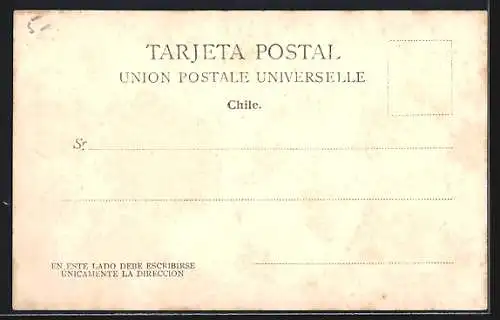 TARJETA POSTAL
UNION POSTALE UNIVERSELLE
Chile.
Sr
EN ESTE LADO DEBE ESCRIBIRSE
UNICAMENTE LA DIRECCION